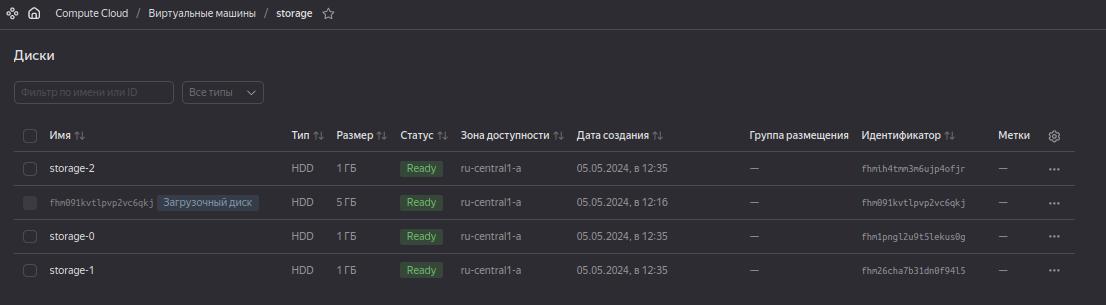 Compute Cloud / Виртуальные машины / storage
Диски
Фильтр по имени или ID Все типы
Имя Тип Размер Статус Зона доступности Дата создания Группа размещения Идентификатор Метки
storage-2 HDD 1 ГБ Ready ru-central1-a 05.05.2024, в 12:35 — fhmih4tmm3m6ujp4ofjr —
fhm091kvtlpvp2vc6qkj Загрузочный диск HDD 5 ГБ Ready ru-central1-a 05.05.2024, в 12:16 — fhm091kvtlpvp2vc6qkj —
storage-0 HDD 1 ГБ Ready ru-central1-a 05.05.2024, в 12:35 — fhm1pngl2u9t5lekus0g —
storage-1 HDD 1 ГБ Ready ru-central1-a 05.05.2024, в 12:35 — fhm26cha7b31dn0f94l5 —